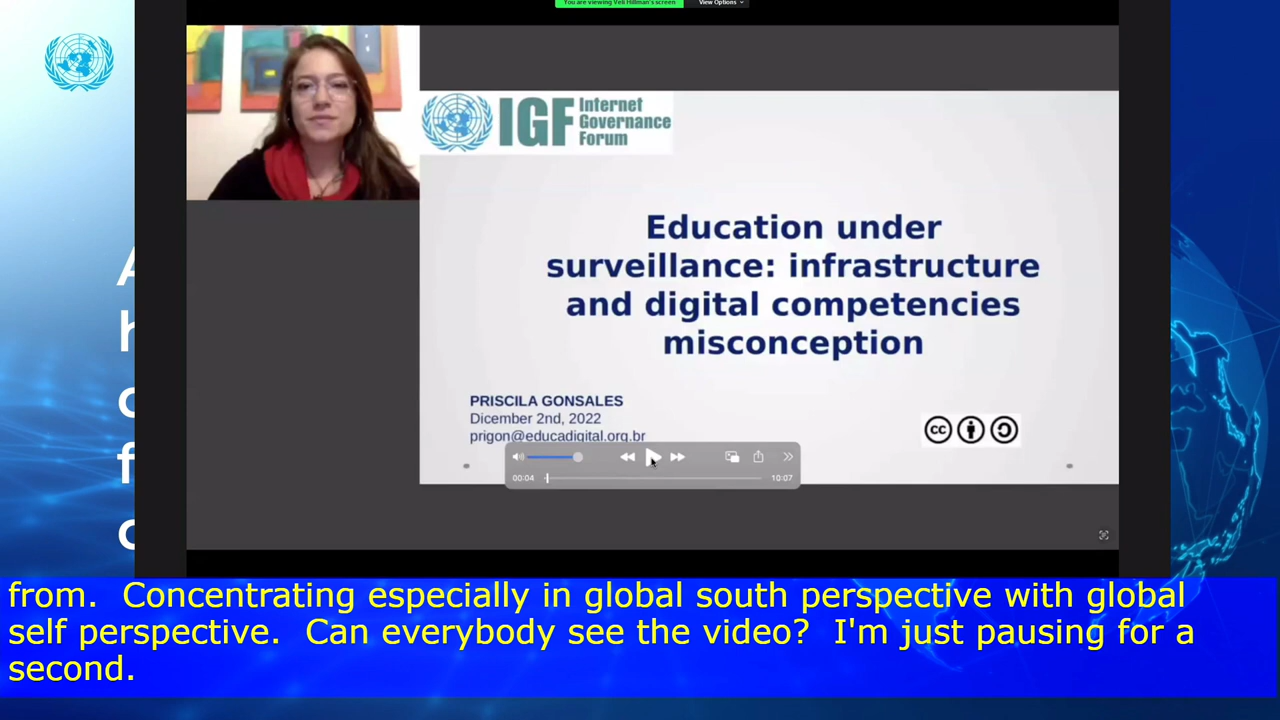 You are viewing Veli Hillman's screen
View Options
IGF Internet
Governance
Forum
Education under
surveillance: infrastructure
and digital competencies
misconception
PRISCILA GONSALES
Dicember 2nd, 2022
prigon@educadigital.org.br
cc
00:04
10:07
A
h
f
from. Concentrating especially in global south perspective with global
self perspective. Can everybody see the video? I'm just pausing for a
second.